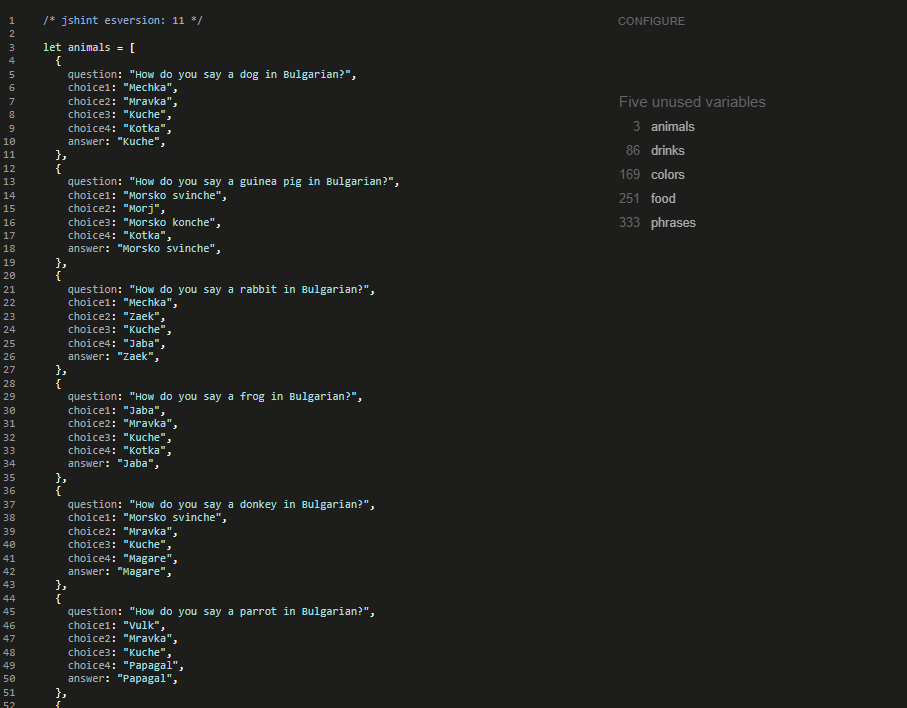 1 /* jshint esversion: 11 */
2
3 let animals = [
4 {
5 question: "How do you say a dog in Bulgarian?",
6 choice1: "Mechka",
7 choice2: "Mravka",
8 choice3: "Kuche",
9 choice4: "Kotka",
10 answer: "Kuche",
11 },
12 {
13 question: "How do you say a guinea pig in Bulgarian?",
14 choice1: "Morsko svinche",
15 choice2: "Morj",
16 choice3: "Morsko konche",
17 choice4: "Kotka",
18 answer: "Morsko svinche",
19 },
20 {
21 question: "How do you say a rabbit in Bulgarian?",
22 choice1: "Mechka",
23 choice2: "Zaek",
24 choice3: "Kuche",
25 choice4: "Jaba",
26 answer: "Zaek",
27 },
28 {
29 question: "How do you say a frog in Bulgarian?",
30 choice1: "Jaba",
31 choice2: "Mravka",
32 choice3: "Kuche",
33 choice4: "Kotka",
34 answer: "Jaba",
35 },
36 {
37 question: "How do you say a donkey in Bulgarian?",
38 choice1: "Morsko svinche",
39 choice2: "Mravka",
40 choice3: "Kuche",
41 choice4: "Magare",
42 answer: "Magare",
43 },
44 {
45 question: "How do you say a parrot in Bulgarian?",
46 choice1: "Vulk",
47 choice2: "Mravka",
48 choice3: "Kuche",
49 choice4: "Papagal",
50 answer: "Papagal",
51 },
52 {
CONFIGURE
Five unused variables
3 animals
86 drinks
169 colors
251 food
333 phrases